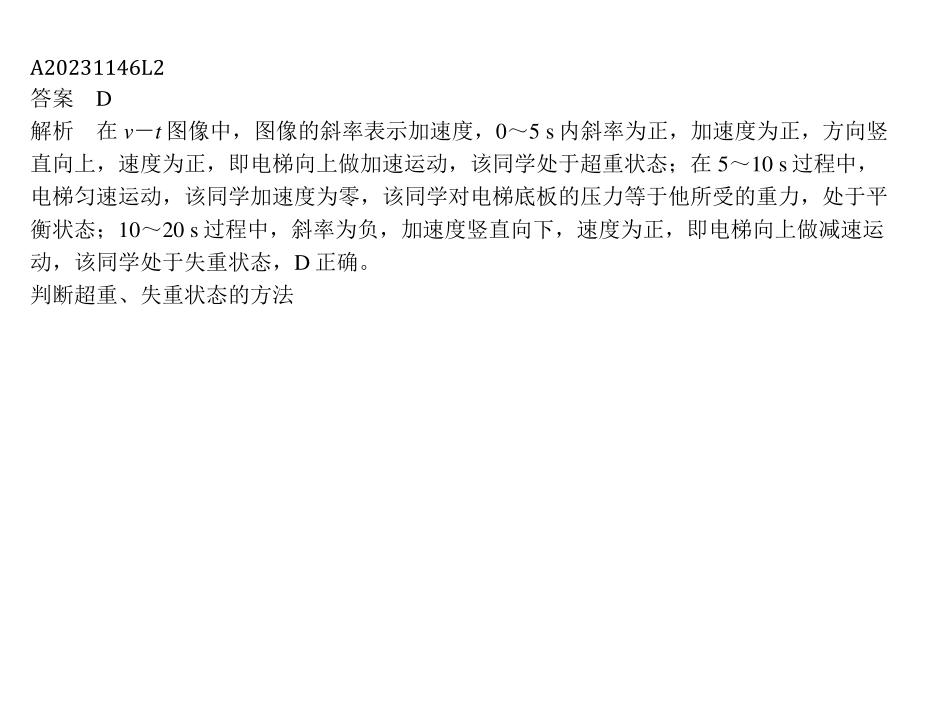 A20231146L2
答案　D
解析　在 v－t 图像中，图像的斜率表示加速度，0～5 s 内斜率为正，加速度为正，方向竖
直向上，速度为正，即电梯向上做加速运动，该同学处于超重状态；在 5～10 s 过程中，
电梯匀速运动，该同学加速度为零，该同学对电梯底板的压力等于他所受的重力，处于平
衡状态；10～20 s 过程中，斜率为负，加速度竖直向下，速度为正，即电梯向上做减速运
动，该同学处于失重状态，D 正确。
判断超重、失重状态的方法